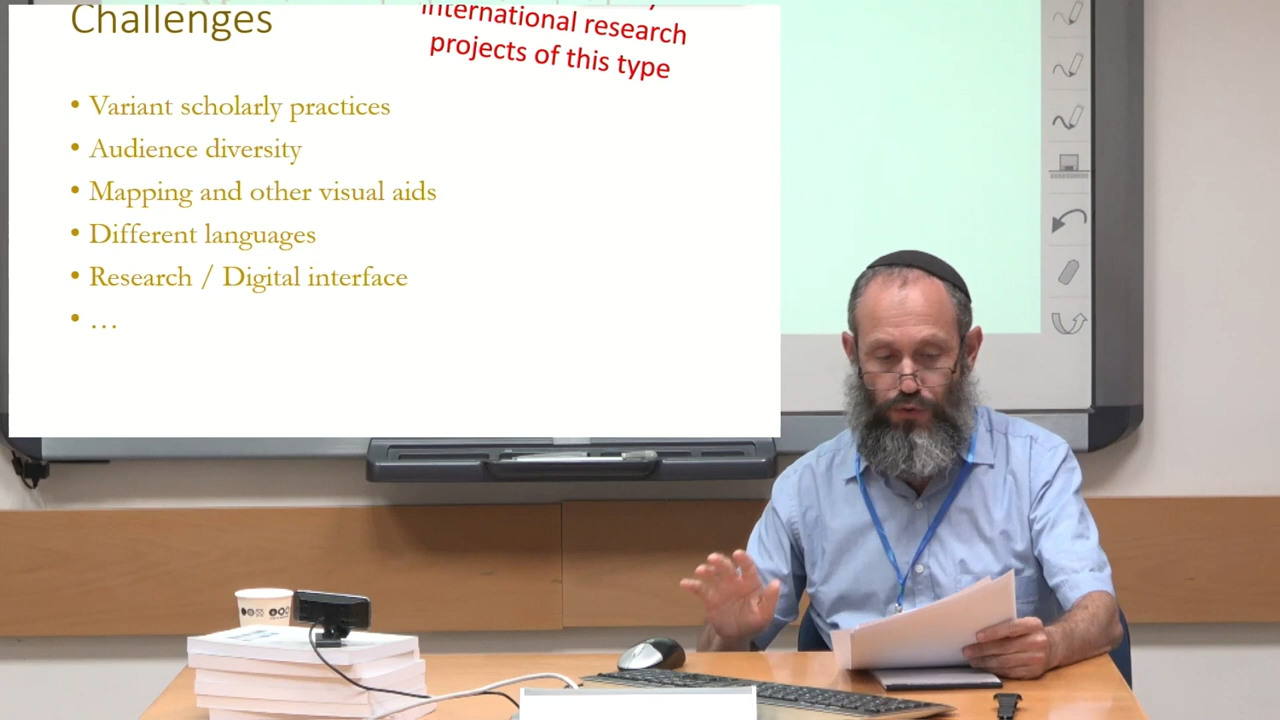 Challenges
international research
projects of this type
• Variant scholarly practices
• Audience diversity
• Mapping and other visual aids
• Different languages
• Research / Digital interface
• …